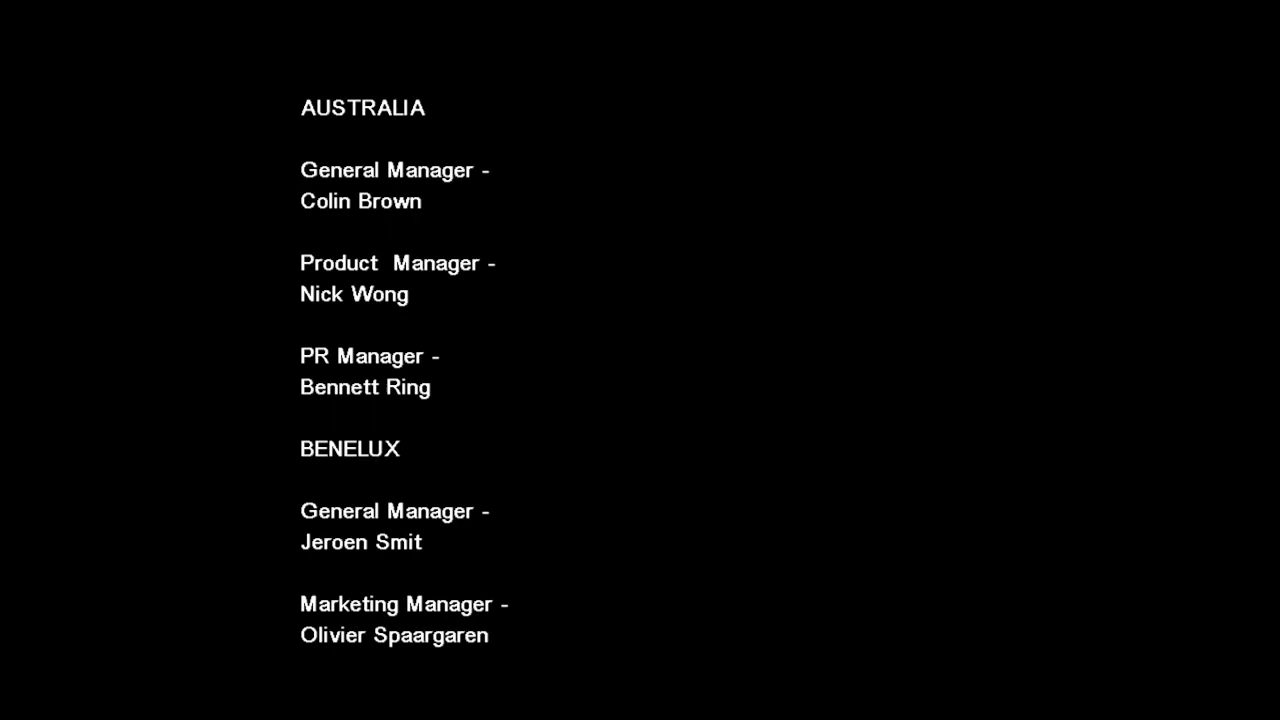 AUSTRALIA
General Manager -
Colin Brown
Product  Manager -
Nick Wong
PR Manager -
Bennett Ring
BENELUX
General Manager -
Jeroen Smit
Marketing Manager -
Olivier Spaargaren